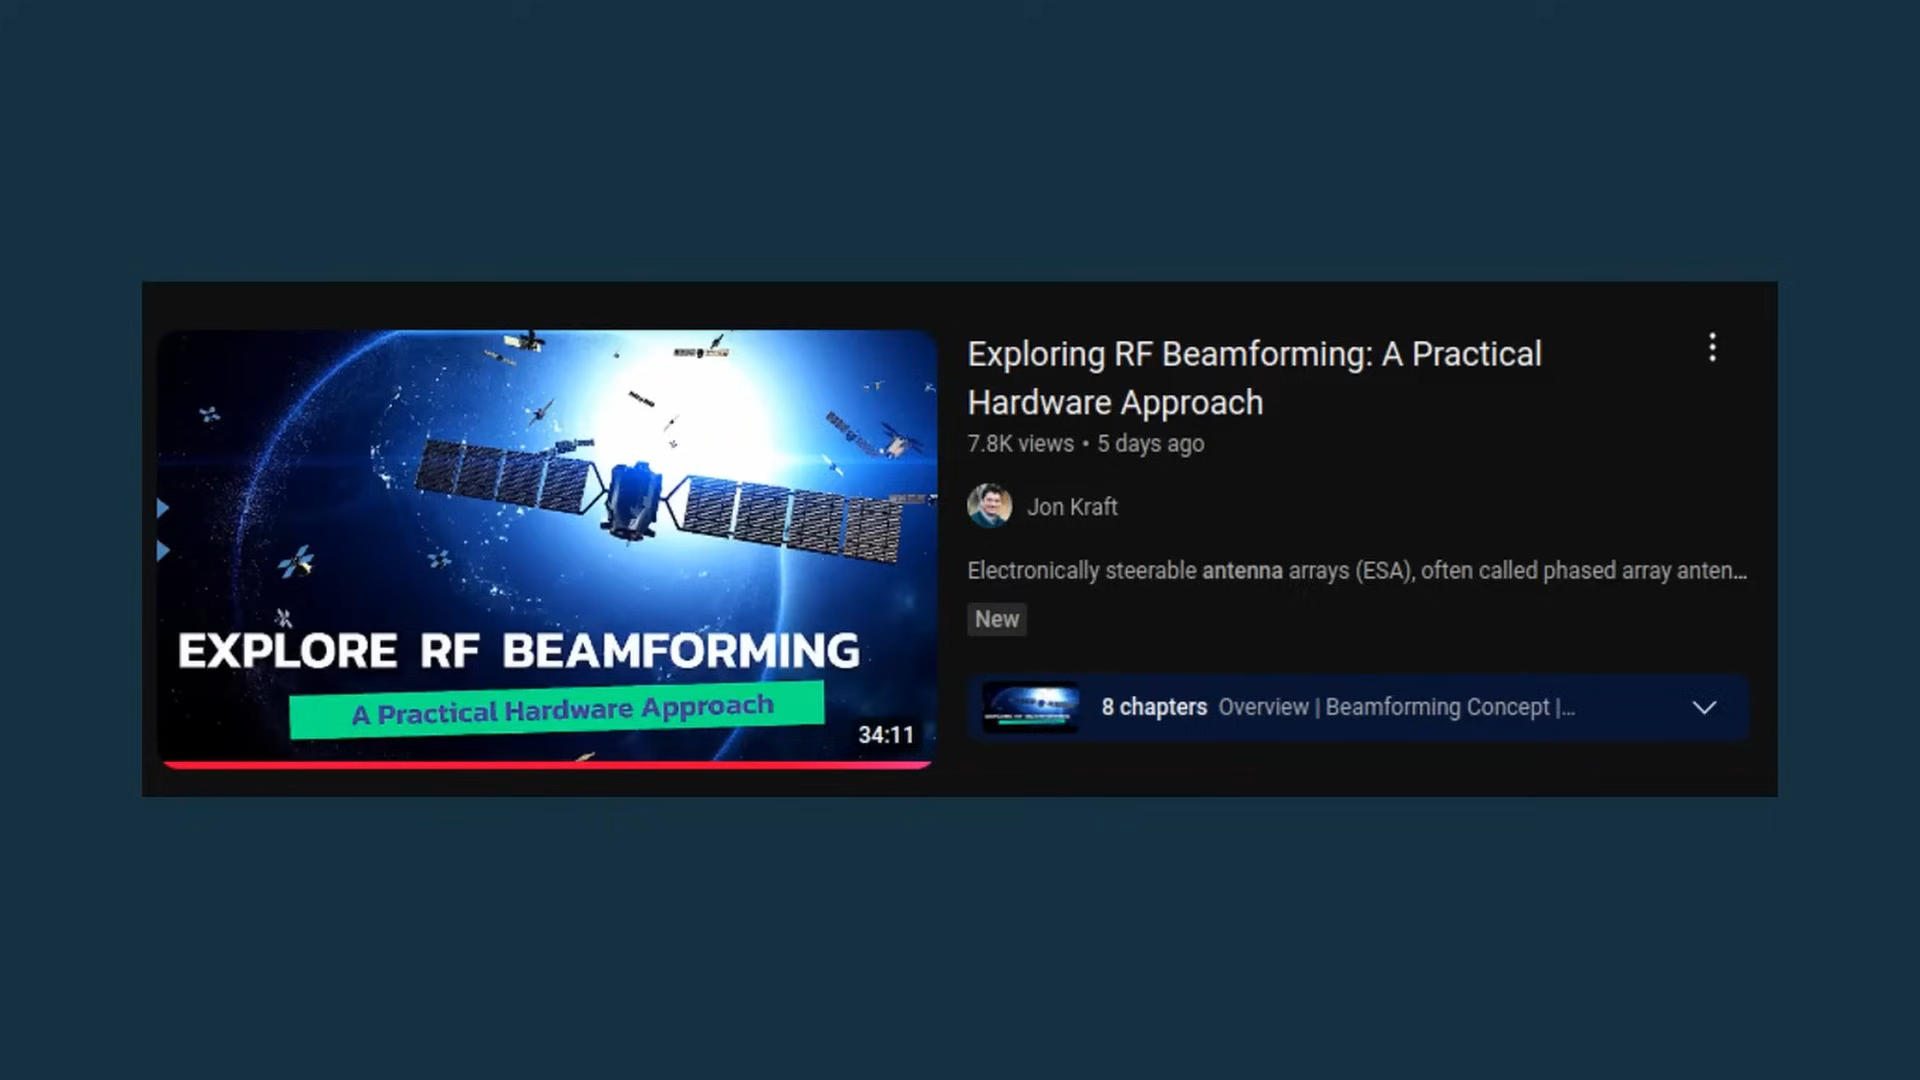 EXPLORE RF BEAMFORMING
A Practical Hardware Approach
34:11
Exploring RF Beamforming: A Practical
Hardware Approach
7.8K views • 5 days ago
Jon Kraft
Electronically steerable antenna arrays (ESA), often called phased array anten...
New
8 chapters Overview | Beamforming Concept |...